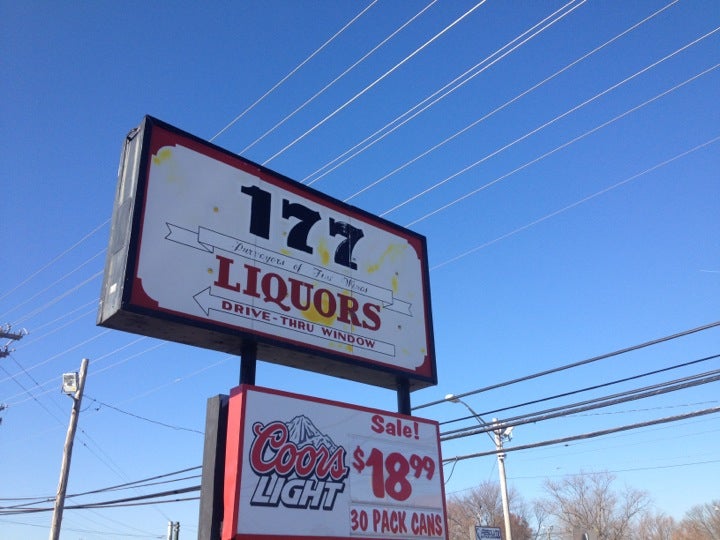 177
Purveyors of Fine Wines
LIQUORS
DRIVE-THRU WINDOW
Coors
LIGHT
Sale!
$18.99
30 PACK CANS